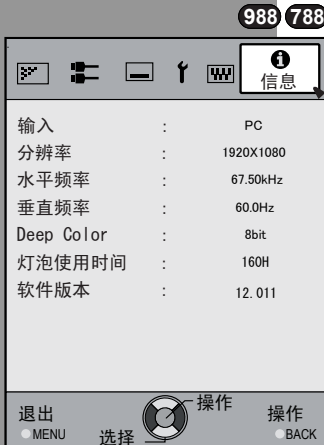 988 788
信息
输入 : PC
分辨率 : 1920X1080
水平频率 : 67.50kHz
垂直频率 : 60.0Hz
Deep Color : 8bit
灯泡使用时间 : 160H
软件版本 : 12.011
退出 操作 操作
MENU 选择 BACK